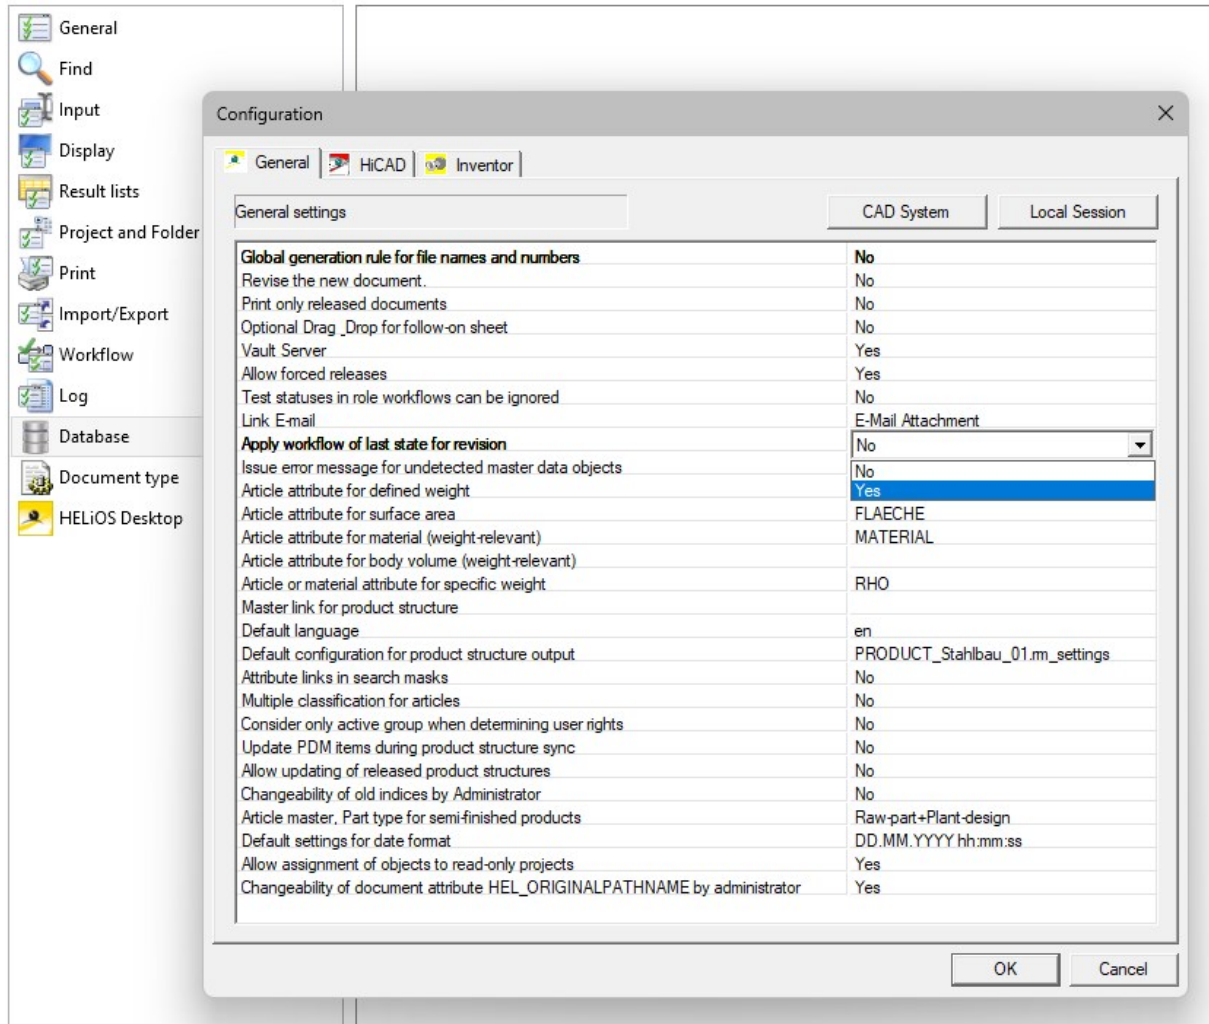 General
Find
Input
Display
Result lists
Project and Folder
Print
Import/Export
Workflow
Log
Database
Document type
HELiOS Desktop
Configuration
General HiCAD Inventor
General settings CAD System Local Session
Global generation rule for file names and numbers No
Revise the new document. No
Print only released documents No
Optional Drag _Drop for follow-on sheet No
Vault Server Yes
Allow forced releases Yes
Test statuses in role workflows can be ignored No
Link E-mail E-Mail Attachment
Apply workflow of last state for revision No
Issue error message for undetected master data objects No
Article attribute for defined weight Yes
Article attribute for surface area FLAECHE
Article attribute for material (weight-relevant) MATERIAL
Article attribute for body volume (weight-relevant)
Article or material attribute for specific weight RHO
Master link for product structure
Default language en
Default configuration for product structure output PRODUCT_Stahlbau_01.rm_settings
Attribute links in search masks No
Multiple classification for articles No
Consider only active group when determining user rights No
Update PDM items during product structure sync No
Allow updating of released product structures No
Changeability of old indices by Administrator No
Article master, Part type for semi-finished products Raw-part+Plant-design
Default settings for date format DD.MM.YYYY hh:mm:ss
Allow assignment of objects to read-only projects Yes
Changeability of document attribute HEL_ORIGINALPATHNAME by administrator Yes
OK Cancel